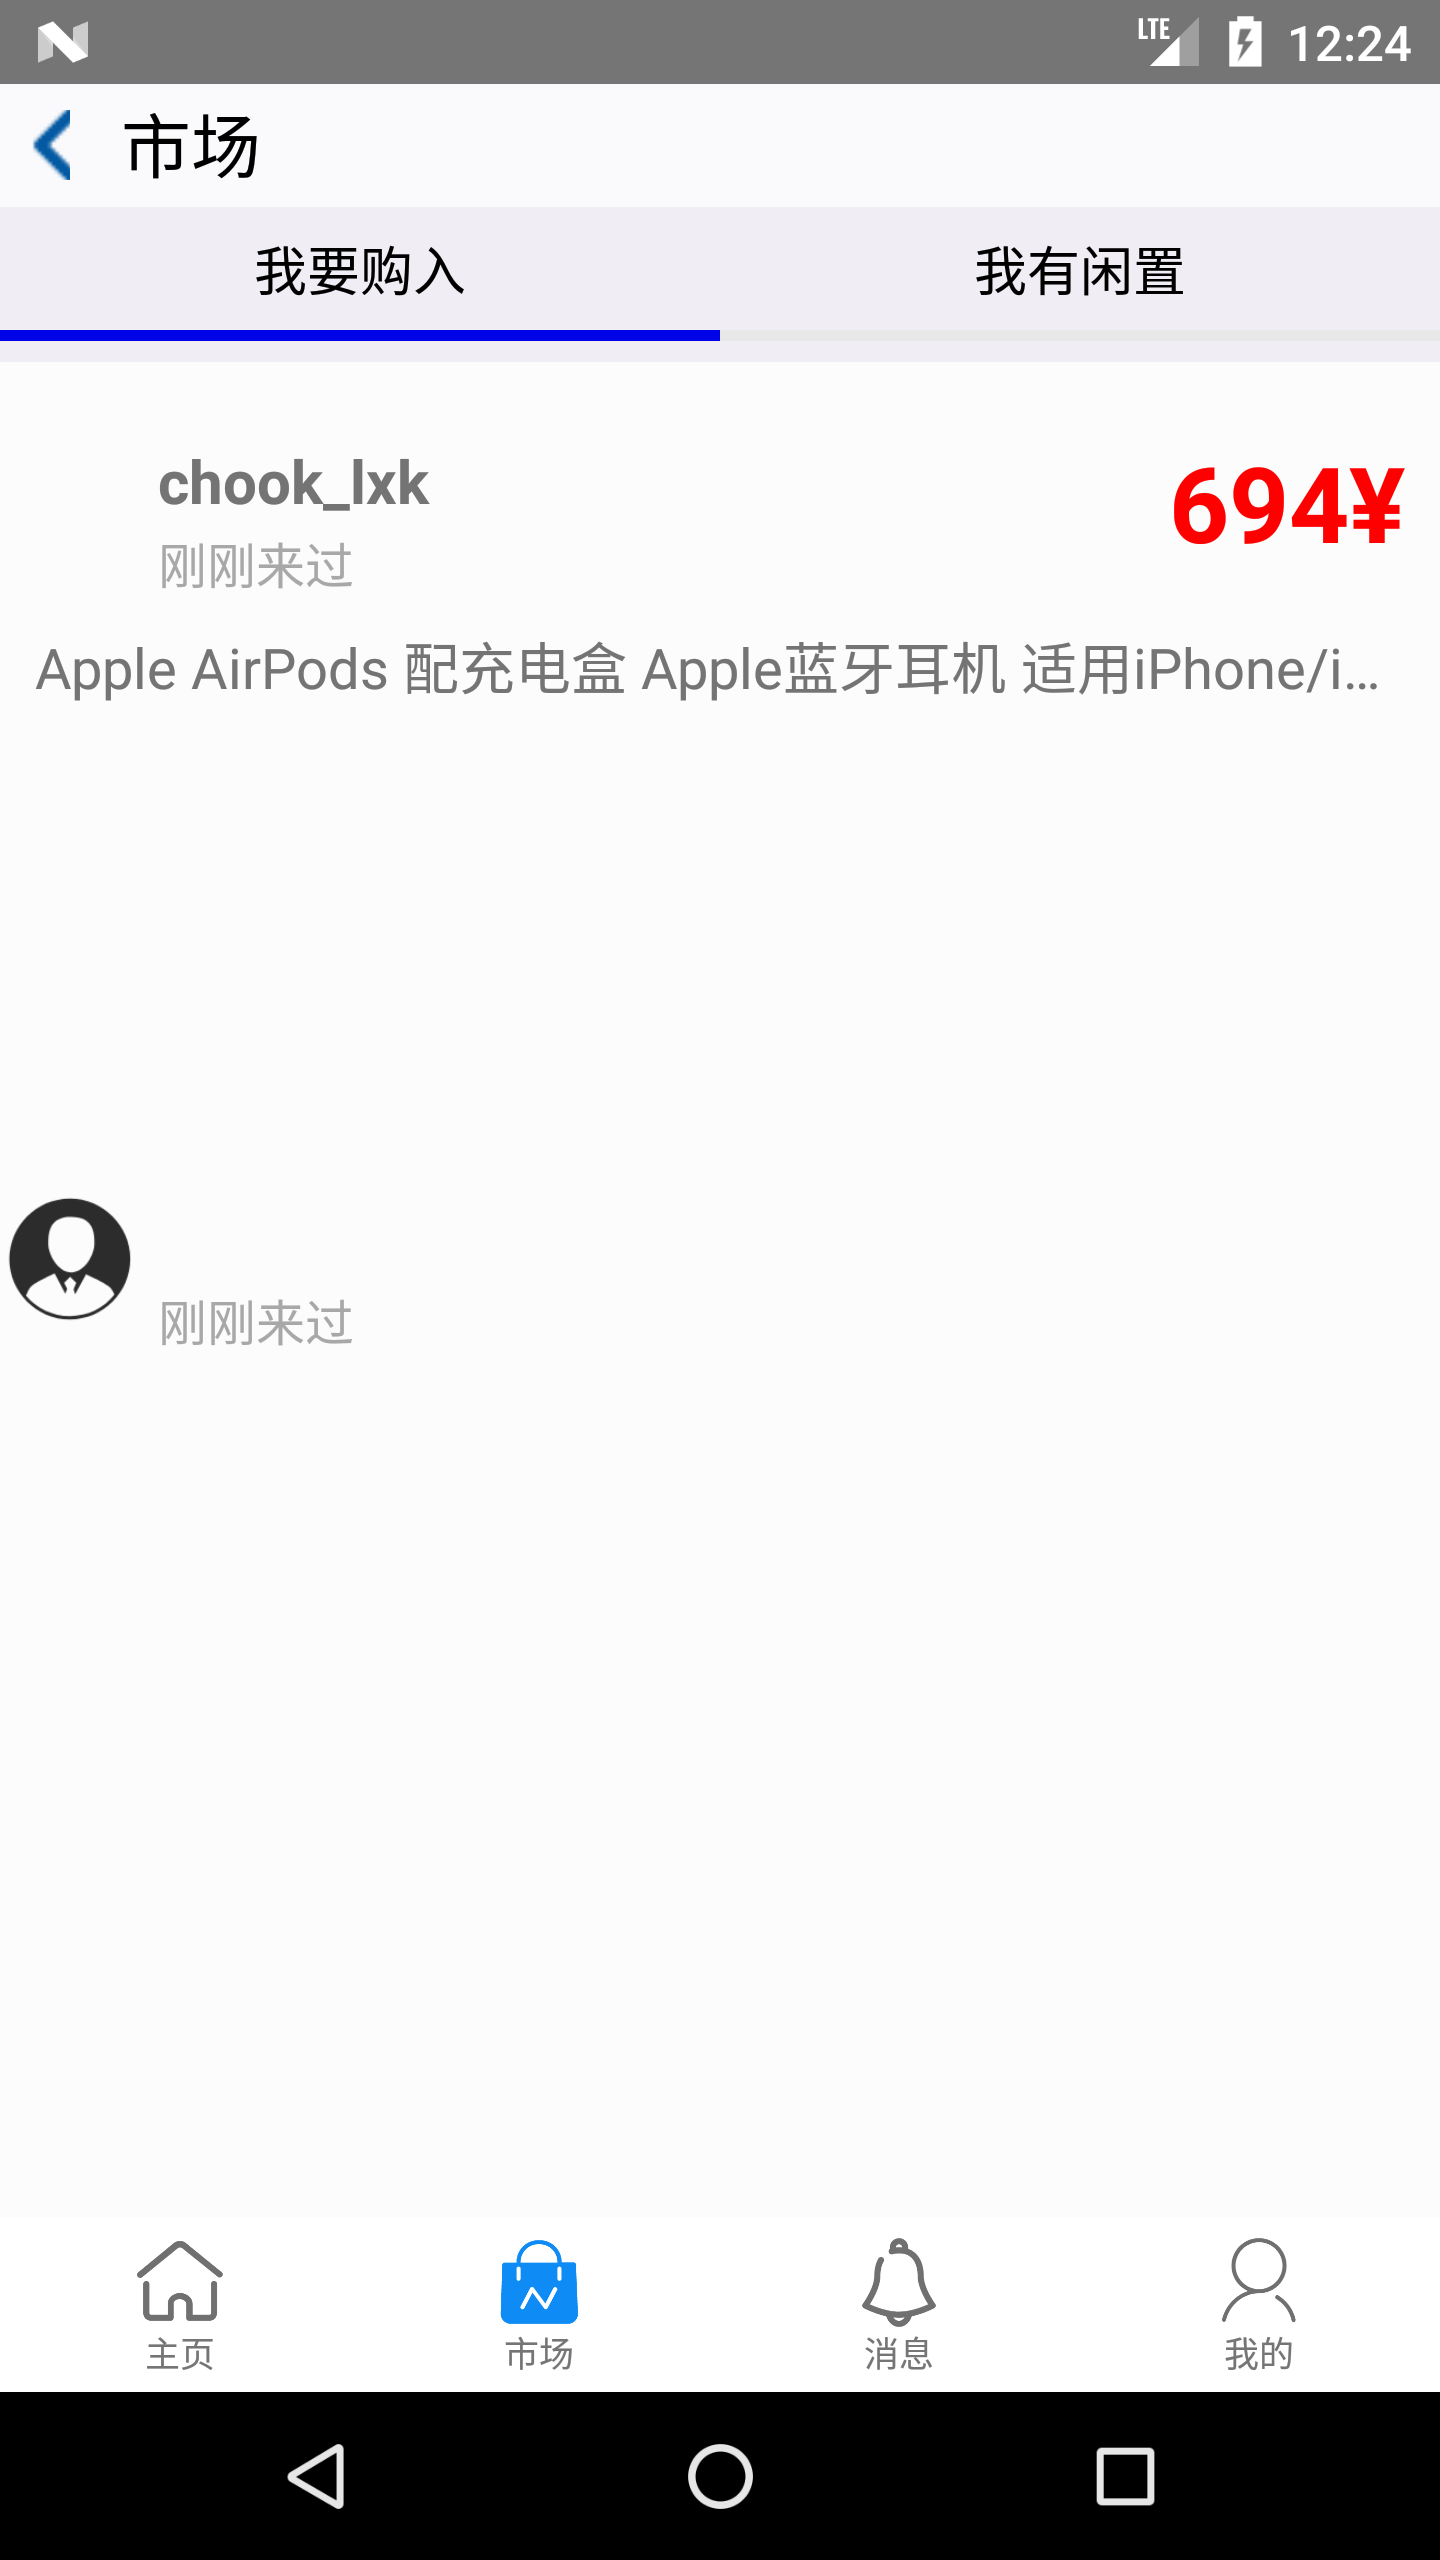 LTE 12:24
市场
我要购入 我有闲置
chook_lxk 694¥
刚刚来过
Apple AirPods 配充电盒 Apple蓝牙耳机 适用iPhone/i...
刚刚来过
主页 市场 消息 我的